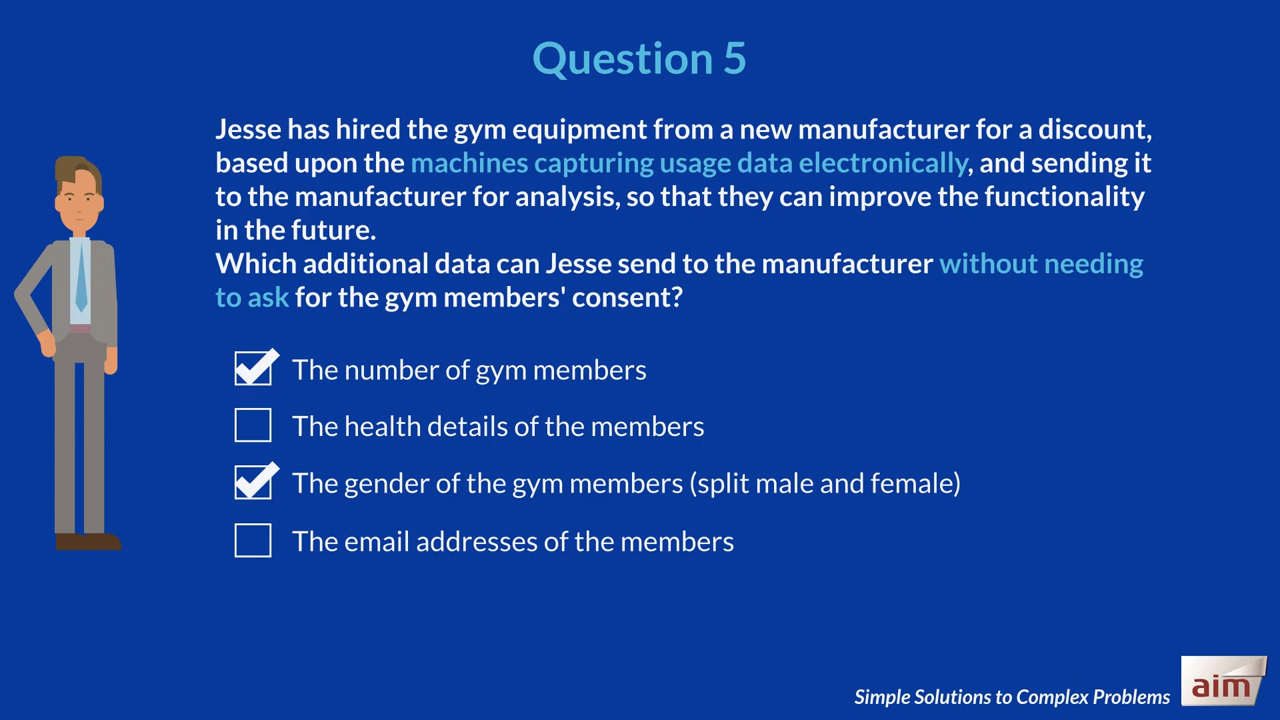 Question 5
Jesse has hired the gym equipment from a new manufacturer for a discount,
based upon the machines capturing usage data electronically, and sending it
to the manufacturer for analysis, so that they can improve the functionality
in the future.
Which additional data can Jesse send to the manufacturer without needing
to ask for the gym members' consent?
The number of gym members
The health details of the members
The gender of the gym members (split male and female)
The email addresses of the members
Simple Solutions to Complex Problems
aim